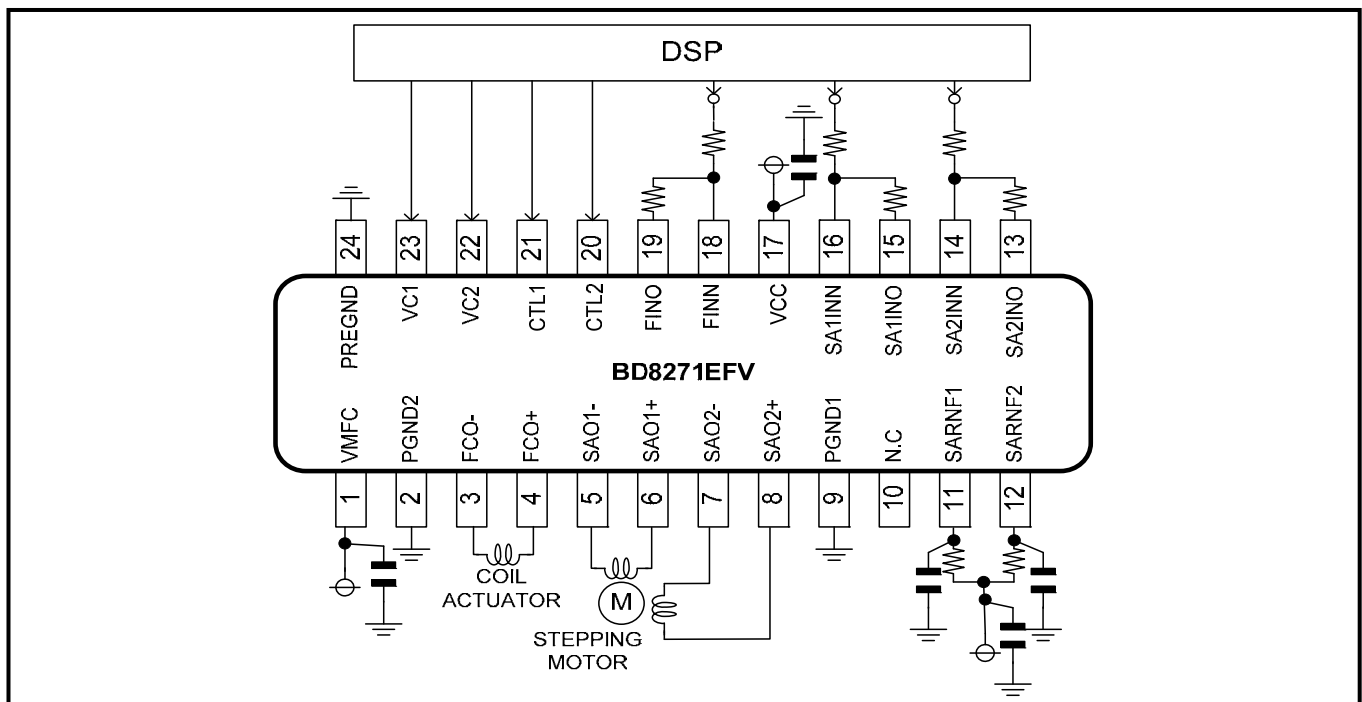 DSP
24 23 22 21 20 19 18 17 16 15 14 13
PREGND VC1 VC2 CTL1 CTL2 FINO FINN VCC SA1INN SA1INO SA2INN SA2INO
BD8271EFV
VMFC PGND2 FCO- FCO+ SAO1- SAO1+ SAO2- SAO2+ PGND1 N.C SARNF1 SARNF2
1 2 3 4 5 6 7 8 9 10 11 12
COIL
ACTUATOR
M
STEPPING
MOTOR